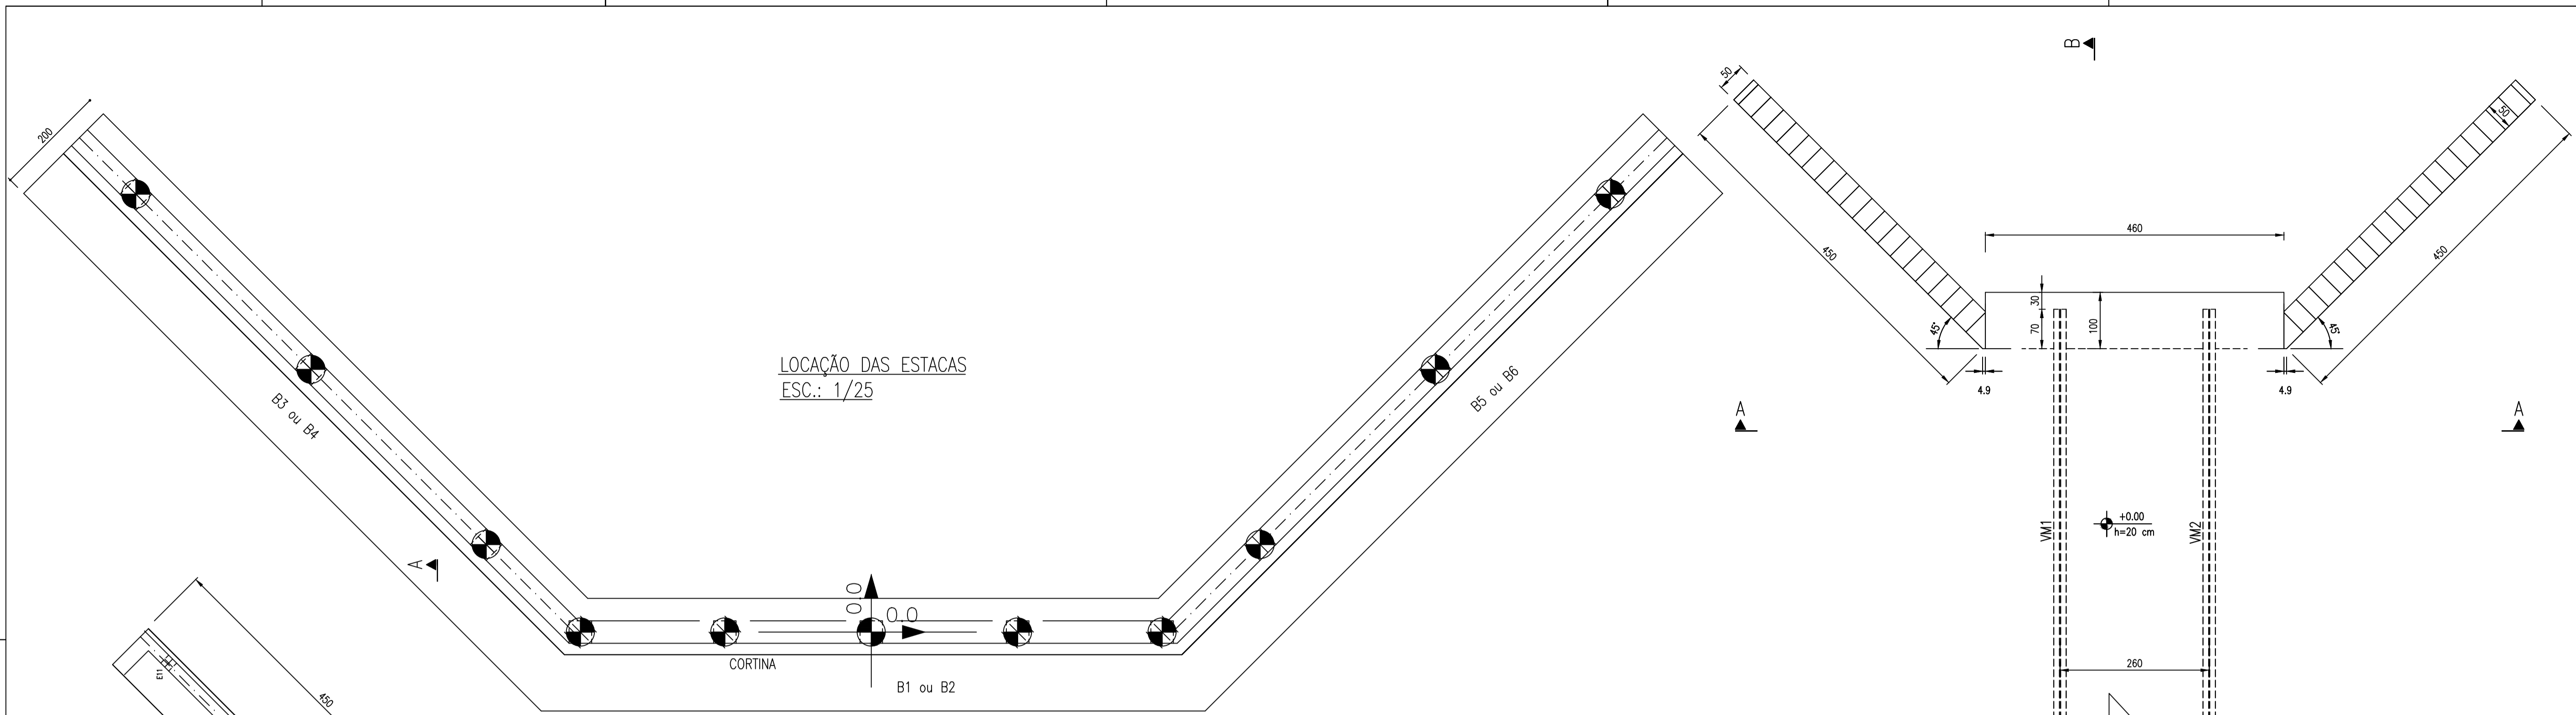 B
50
200
50
460
450
450
30
70
100
45°
45°
4.9
4.9
LOCAÇÃO DAS ESTACAS
ESC.: 1/25
B3 ou B4
B5 ou B6
A
A
+0.00
h=20 cm
VM1
VM2
A
0.0
0.0
CORTINA
B1 ou B2
260
E11
450